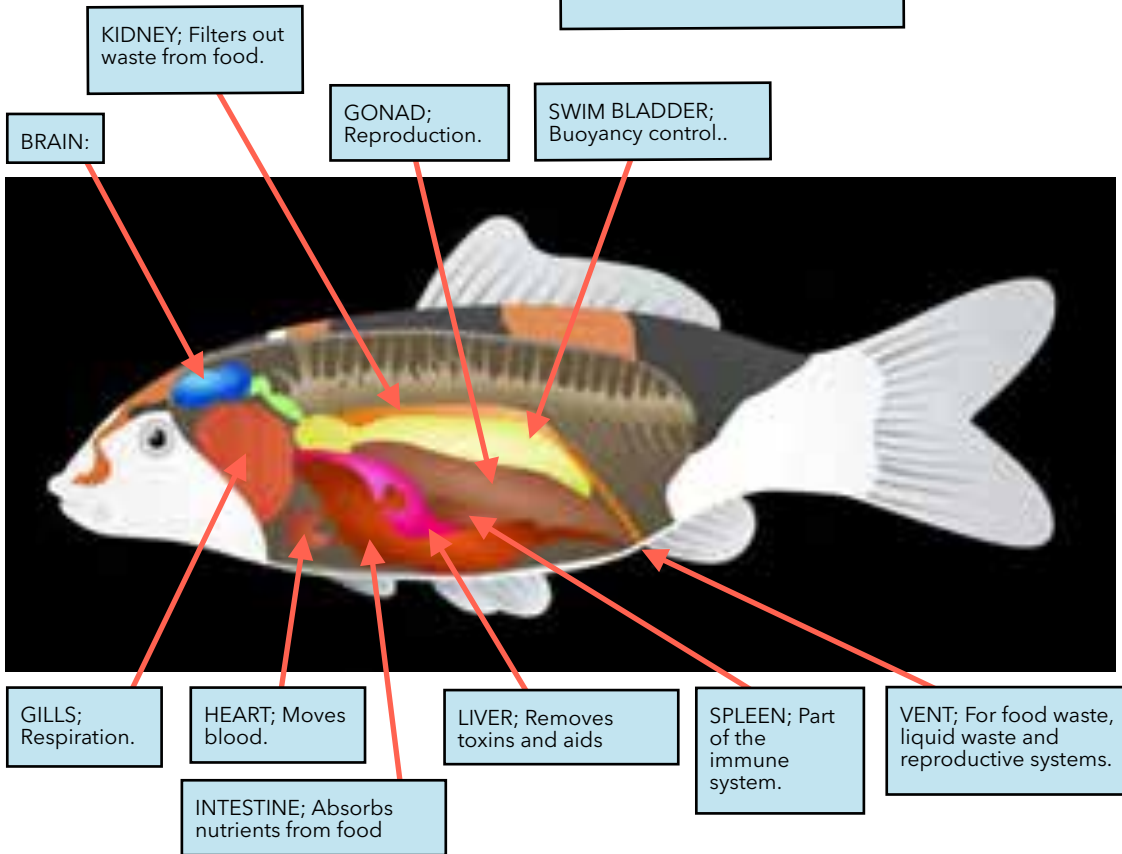 KIDNEY; Filters out
waste from food.
GONAD;
Reproduction.
SWIM BLADDER;
Buoyancy control..
BRAIN:
GILLS;
Respiration.
HEART; Moves
blood.
LIVER; Removes
toxins and aids
SPLEEN; Part
of the
immune
system.
VENT; For food waste,
liquid waste and
reproductive systems.
INTESTINE; Absorbs
nutrients from food